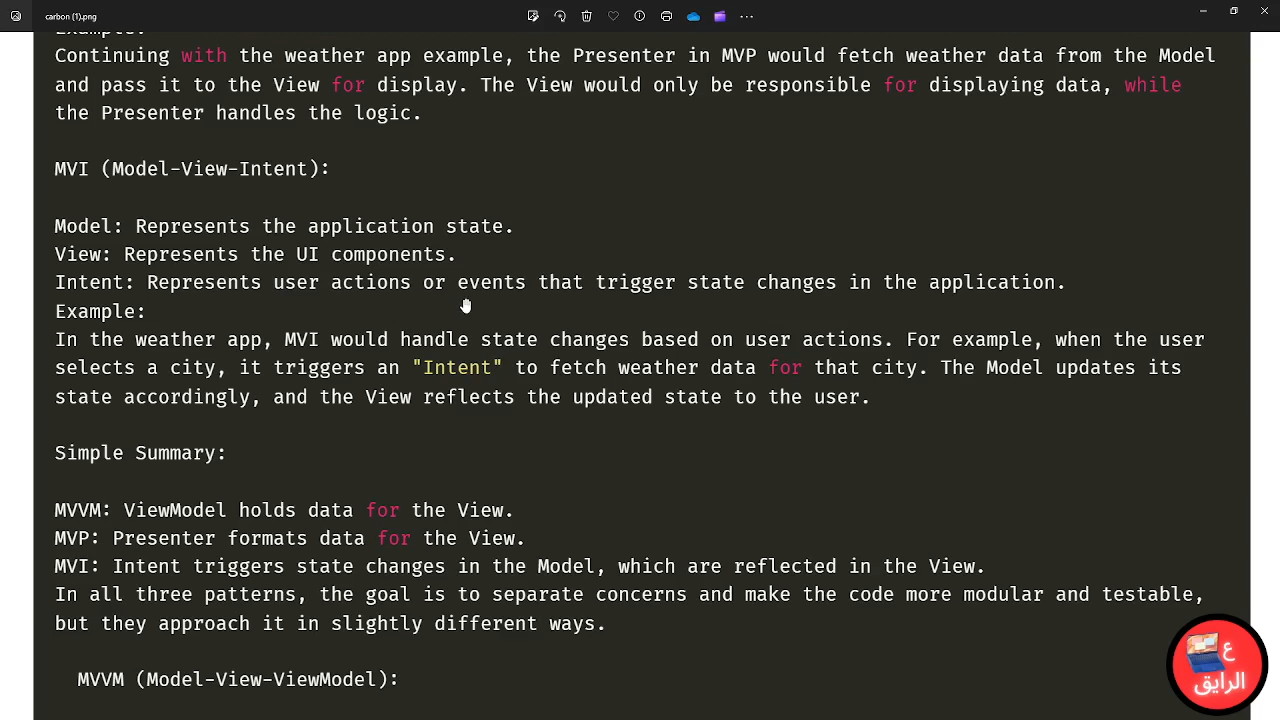 carbon (1).png
Example:
Continuing with the weather app example, the Presenter in MVP would fetch weather data from the Model
and pass it to the View for display. The View would only be responsible for displaying data, while
the Presenter handles the logic.
MVI (Model-View-Intent):
Model: Represents the application state.
View: Represents the UI components.
Intent: Represents user actions or events that trigger state changes in the application.
Example:
In the weather app, MVI would handle state changes based on user actions. For example, when the user
selects a city, it triggers an "Intent" to fetch weather data for that city. The Model updates its
state accordingly, and the View reflects the updated state to the user.
Simple Summary:
MVVM: ViewModel holds data for the View.
MVP: Presenter formats data for the View.
MVI: Intent triggers state changes in the Model, which are reflected in the View.
In all three patterns, the goal is to separate concerns and make the code more modular and testable,
but they approach it in slightly different ways.
MVVM (Model-View-ViewModel):
ع
الرايق